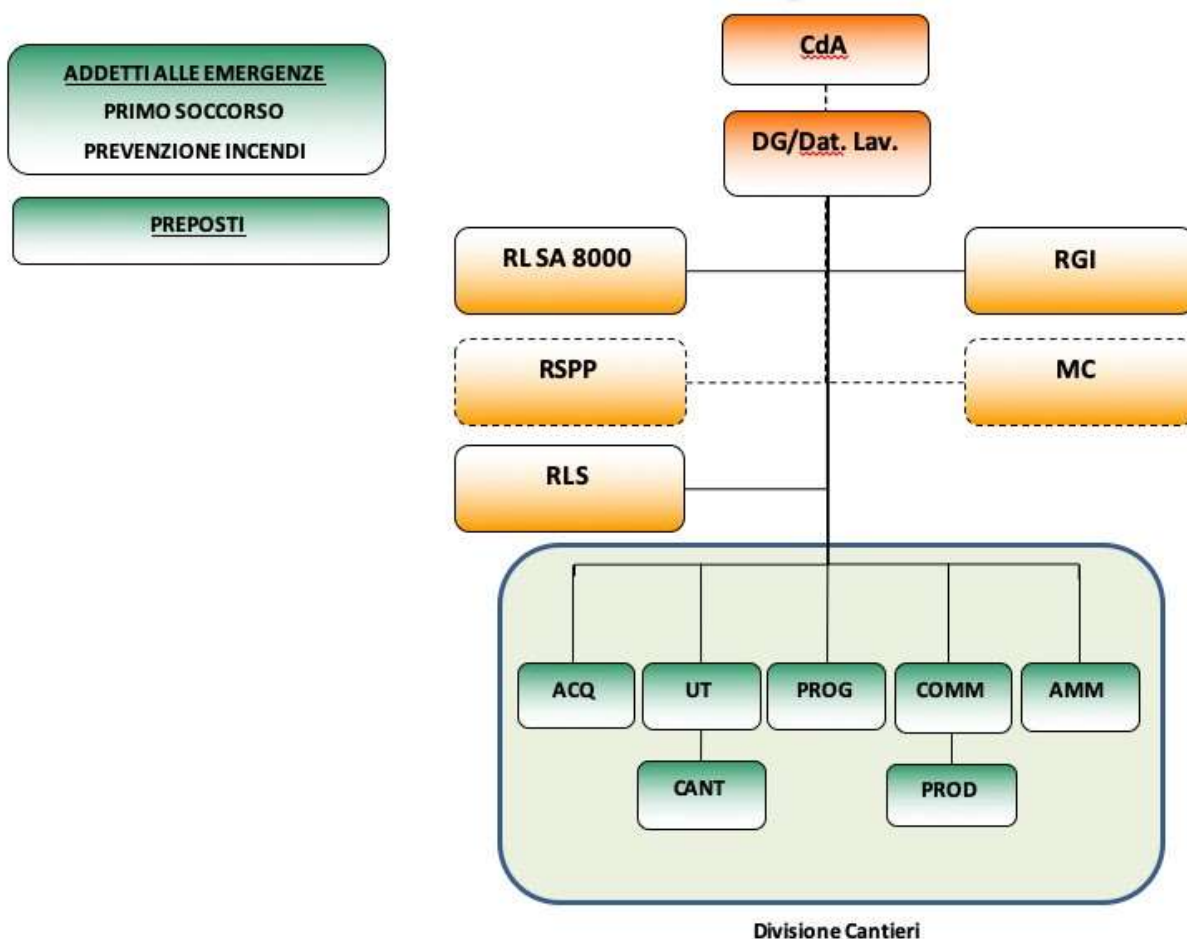 CdA
ADDETTI ALLE EMERGENZE
PRIMO SOCCORSO
PREVENZIONE INCENDI
DG/Dat. Lav.
PREPOSTI
RL SA 8000
RGI
RSPP
MC
RLS
ACQ
UT
PROG
COMM
AMM
CANT
PROD
Divisione Cantieri